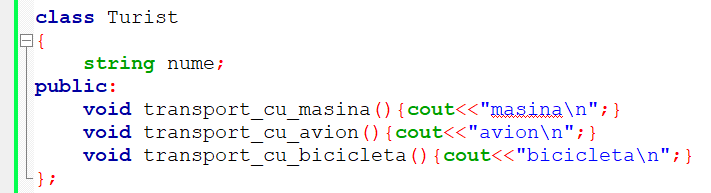 class Turist
{
    string nume;
public:
    void transport_cu_masina(){cout<<"masina\n";}
    void transport_cu_avion(){cout<<"avion\n";}
    void transport_cu_bicicleta(){cout<<"bicicleta\n";}
};